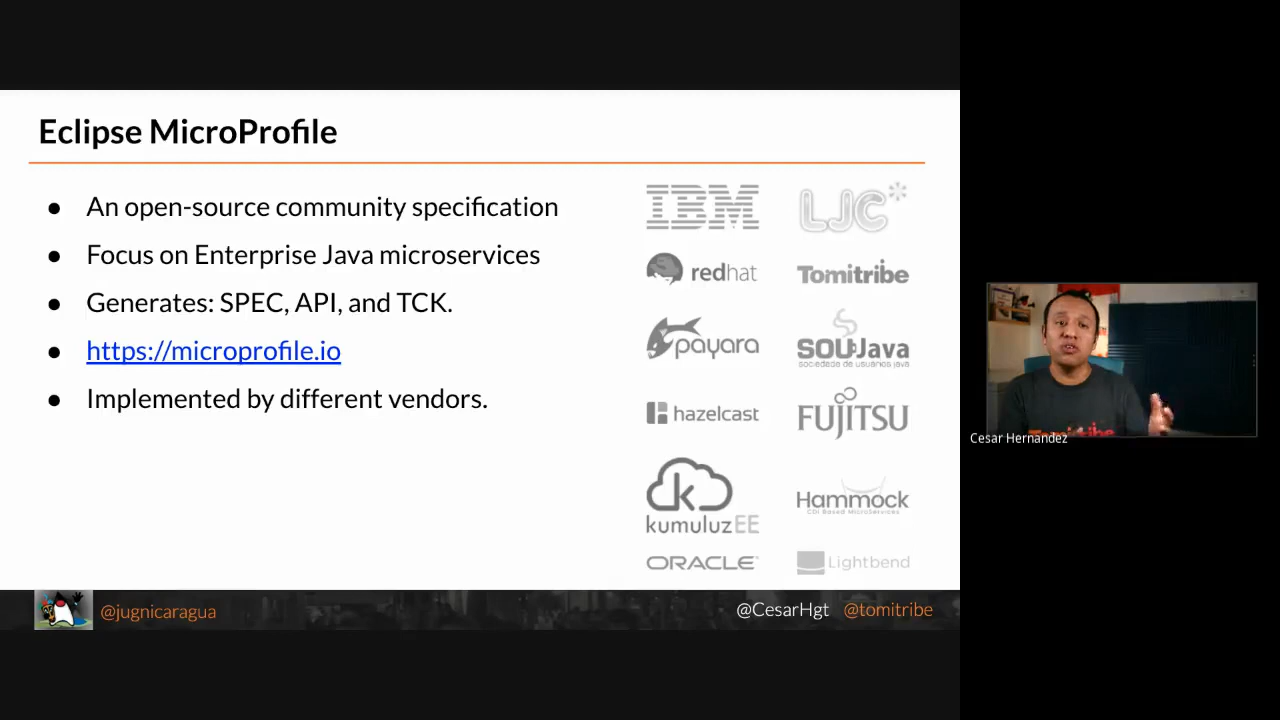 Eclipse MicroProfile
● An open-source community specification
● Focus on Enterprise Java microservices
● Generates: SPEC, API, and TCK.
● https://microprofile.io
● Implemented by different vendors.
IBM
LJC*
redhat
Tomitribe
payara
SOUJava
sociedade de usuários java
hazelcast
FUJITSU
kumuluzEE
Hammock
CDI Based MicroServices
ORACLE
Lightbend
@jugnicaragua
@CesarHgt @tomitribe
Tomitribe
Cesar Hernandez